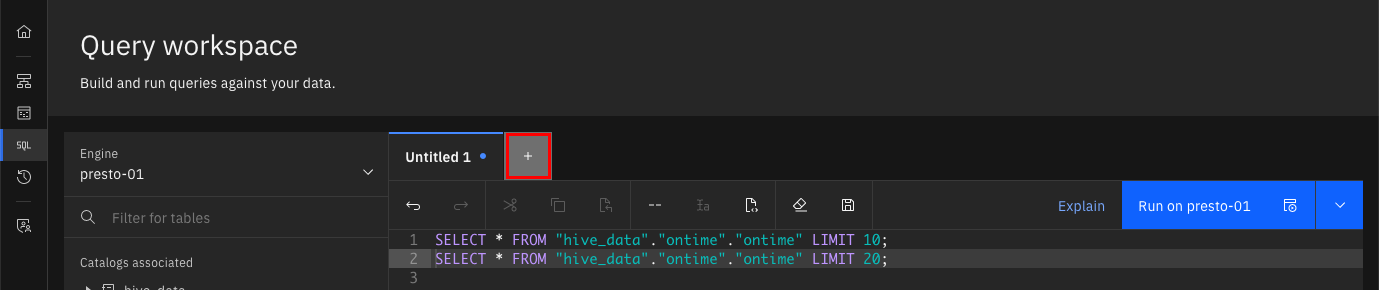 Query workspace
Build and run queries against your data.
SQL
Engine
presto-01
Filter for tables
Catalogs associated
hive_data
Untitled 1
+
Explain
Run on presto-01
1 SELECT * FROM "hive_data"."ontime"."ontime" LIMIT 10;
2 SELECT * FROM "hive_data"."ontime"."ontime" LIMIT 20;
3